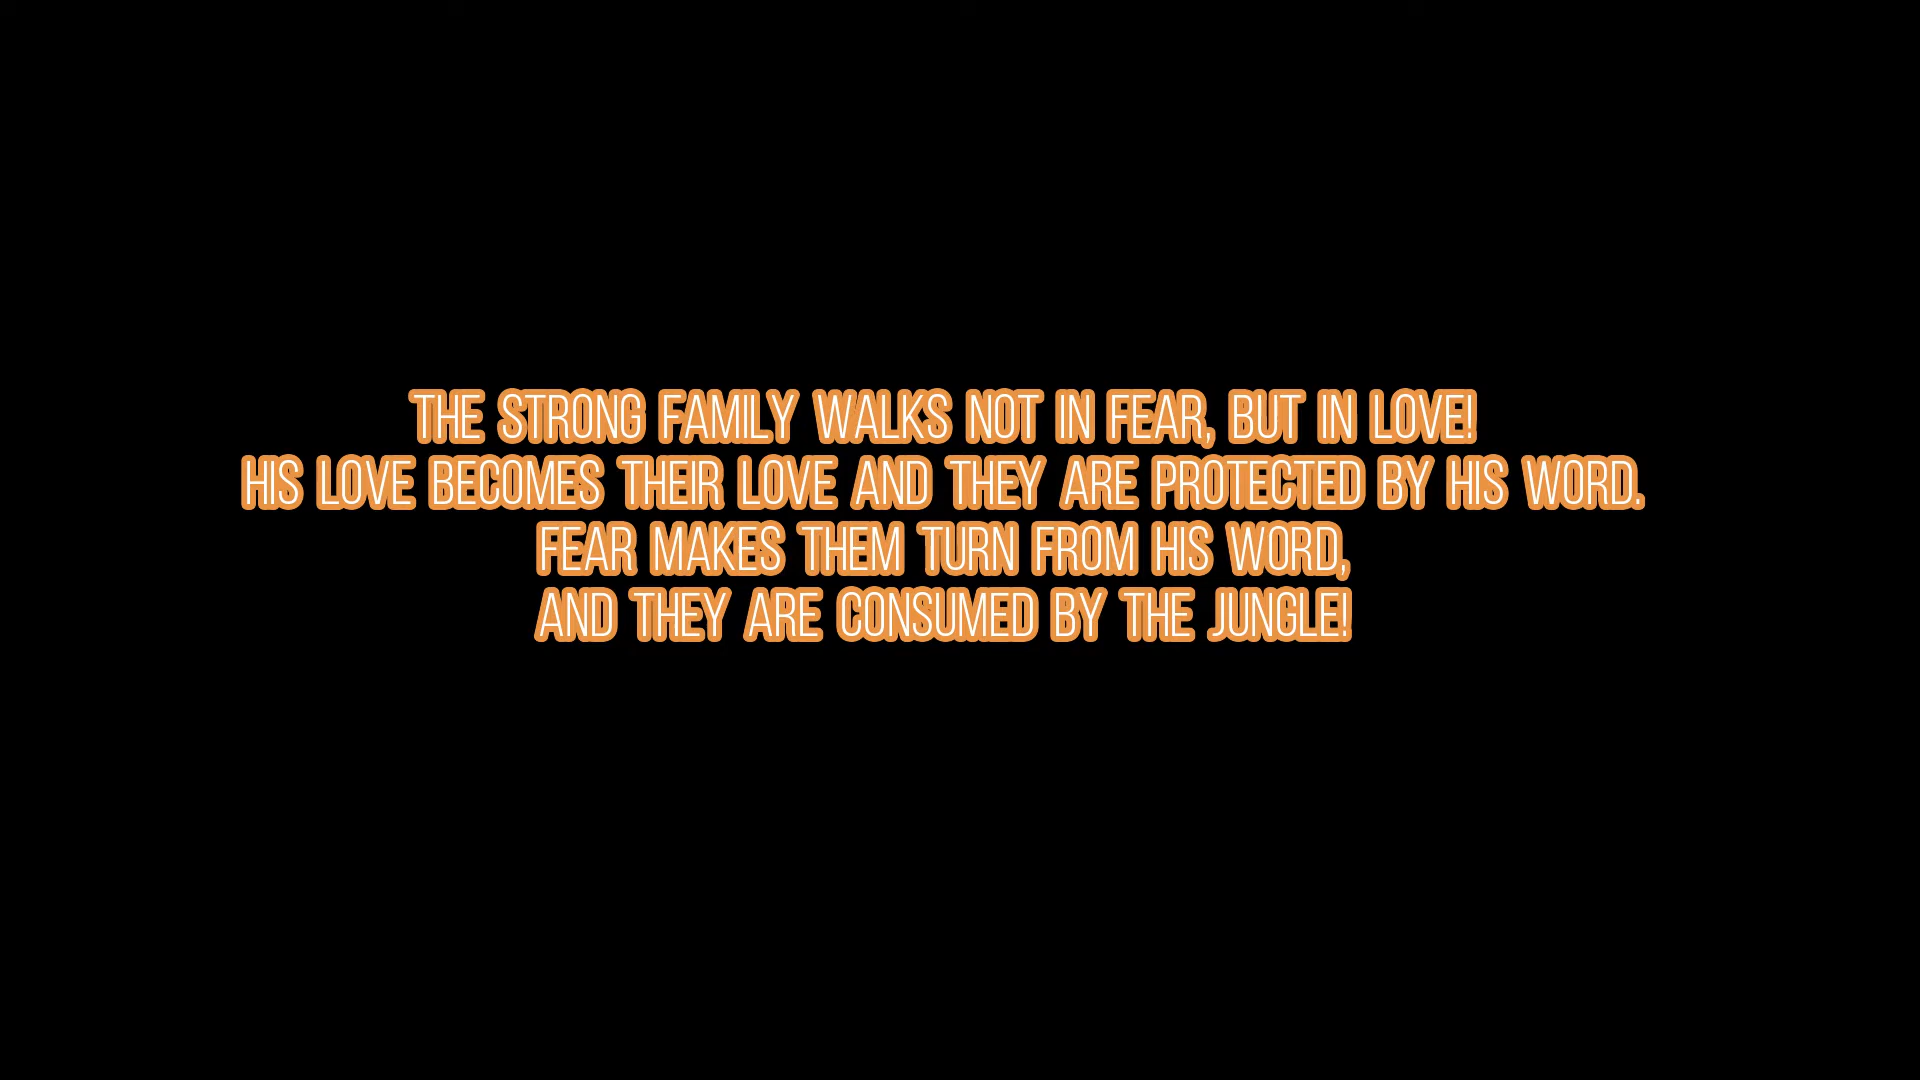 THE STRONG FAMILY WALKS NOT IN FEAR, BUT IN LOVE!
HIS LOVE BECOMES THEIR LOVE AND THEY ARE PROTECTED BY HIS WORD.
FEAR MAKES THEM TURN FROM HIS WORD,
AND THEY ARE CONSUMED BY THE JUNGLE!